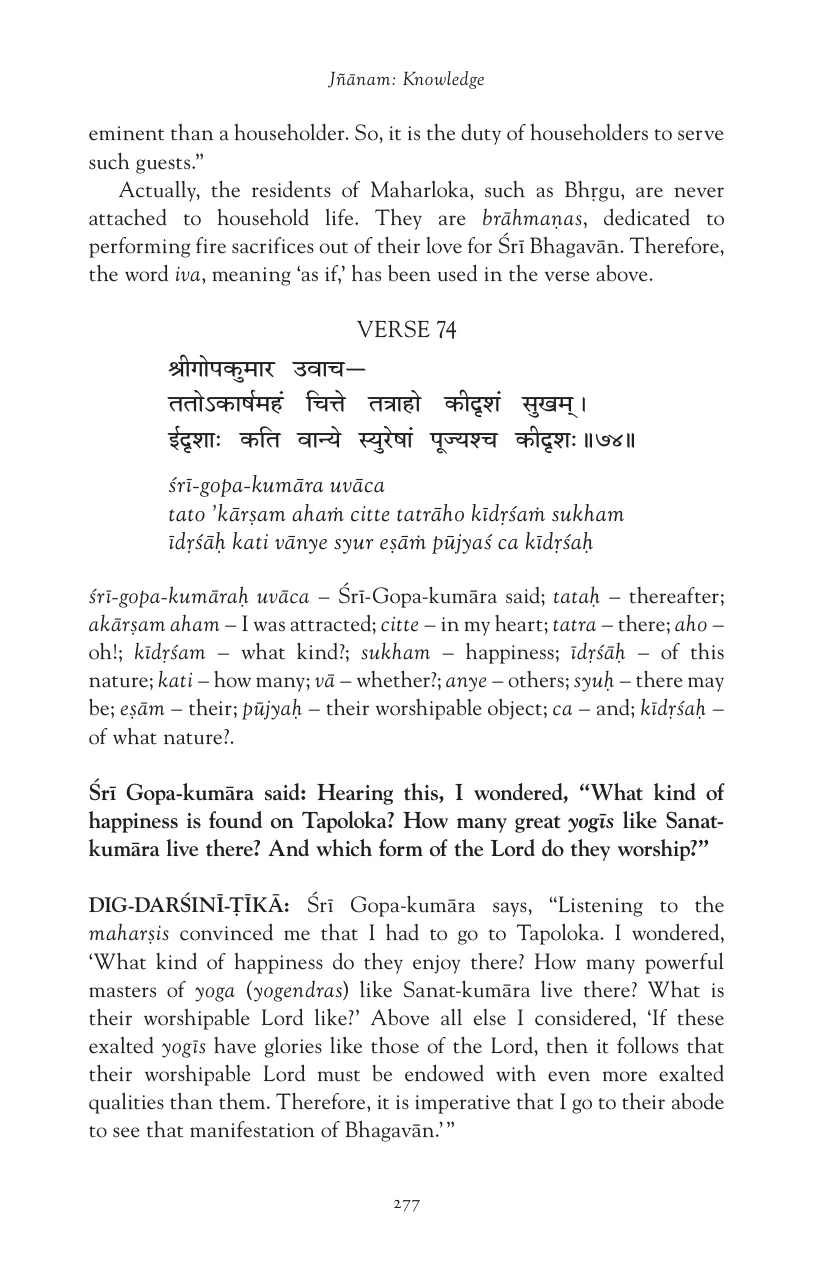 Jñānam: Knowledge
eminent than a householder. So, it is the duty of householders to serve
such guests.”
Actually, the residents of Maharloka, such as Bhṛgu, are never
attached to household life. They are brāhmaṇas, dedicated to
performing fire sacrifices out of their love for Śrī Bhagavān. Therefore,
the word iva, meaning ‘as if,’ has been used in the verse above.
VERSE 74
श्रीगोपकुमार उवाच—
ततोऽकार्षमहं चित्ते तत्राहो कीदृशं सुखम्।
ईदृशाः कति वान्ये स्युरेषां पूज्यश्च कीदृशः॥७४॥
śrī-gopa-kumāra uvāca
tato ’kārṣam ahaṁ citte tatrāho kīdṛśaṁ sukham
īdṛśāḥ kati vānye syur eṣāṁ pūjyaś ca kīdṛśaḥ
śrī-gopa-kumāraḥ uvāca – Śrī-Gopa-kumāra said; tataḥ – thereafter;
akārṣam aham – I was attracted; citte – in my heart; tatra – there; aho –
oh!; kīdṛśam – what kind?; sukham – happiness; īdṛśāḥ – of this
nature; kati – how many; vā – whether?; anye – others; syuḥ – there may
be; eṣām – their; pūjyaḥ – their worshipable object; ca – and; kīdṛśaḥ –
of what nature?.
Śrī Gopa-kumāra said: Hearing this, I wondered, “What kind of
happiness is found on Tapoloka? How many great yogīs like Sanat-
kumāra live there? And which form of the Lord do they worship?”
DIG-DARŚINĪ-ṬĪKĀ: Śrī Gopa-kumāra says, “Listening to the
maharṣis convinced me that I had to go to Tapoloka. I wondered,
‘What kind of happiness do they enjoy there? How many powerful
masters of yoga (yogendras) like Sanat-kumāra live there? What is
their worshipable Lord like?’ Above all else I considered, ‘If these
exalted yogīs have glories like those of the Lord, then it follows that
their worshipable Lord must be endowed with even more exalted
qualities than them. Therefore, it is imperative that I go to their abode
to see that manifestation of Bhagavān.’”
277